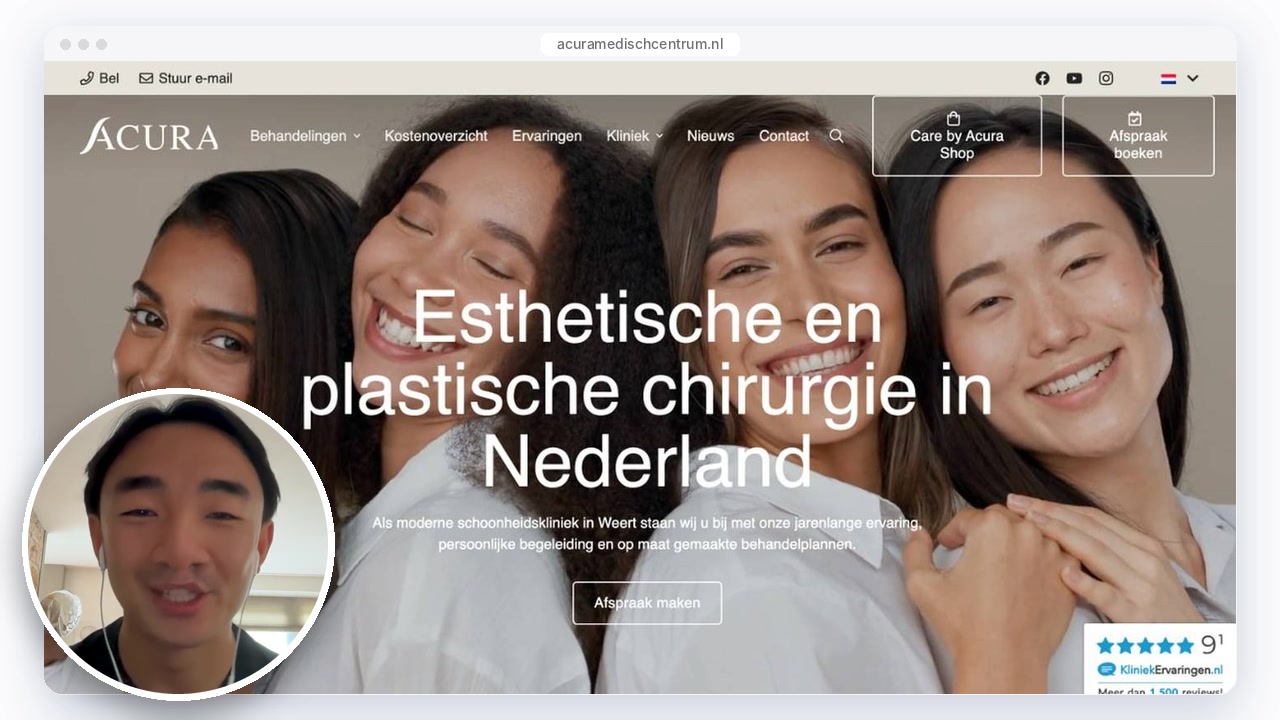 acuramedischcentrum.nl
Bel
Stuur e-mail
ACURA
Behandelingen
Kostenoverzicht
Ervaringen
Kliniek
Nieuws
Contact
Care by Acura
Shop
Afspraak
boeken
Esthetische en
plastische chirurgie in
Nederland
Als moderne schoonheidskliniek in Weert staan wij u bij met onze jarenlange ervaring,
persoonlijke begeleiding en op maat gemaakte behandelplannen.
Afspraak maken
9¹
KliniekErvaringen.nl
Meer dan 1.500 reviews!